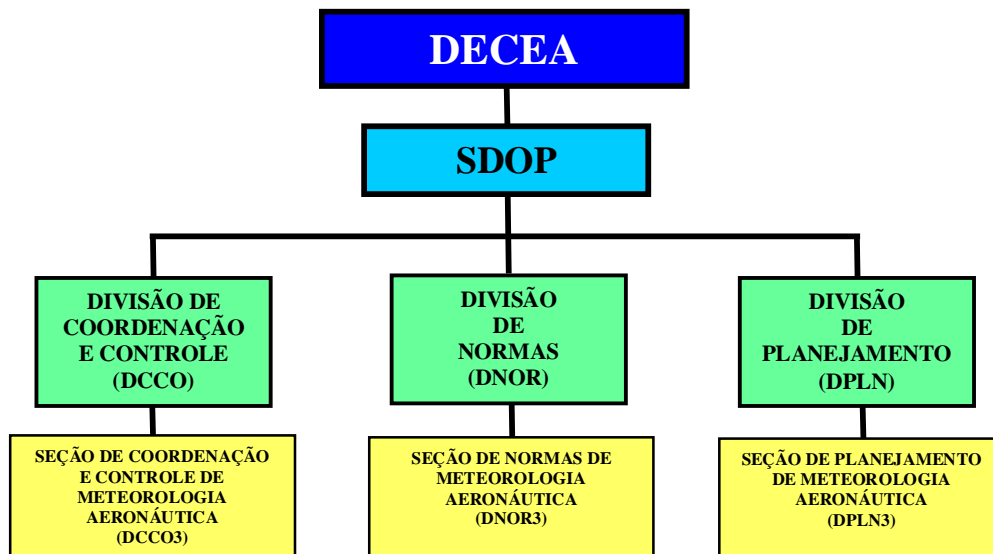 DECEA
SDOP
DIVISÃO DE
COORDENAÇÃO
E CONTROLE
(DCCO)
DIVISÃO
DE
NORMAS
(DNOR)
DIVISÃO
DE
PLANEJAMENTO
(DPLN)
SEÇÃO DE COORDENAÇÃO
E CONTROLE DE
METEOROLOGIA
AERONÁUTICA
(DCCO3)
SEÇÃO DE NORMAS DE
METEOROLOGIA
AERONÁUTICA
(DNOR3)
SEÇÃO DE PLANEJAMENTO
DE METEOROLOGIA
AERONÁUTICA
(DPLN3)